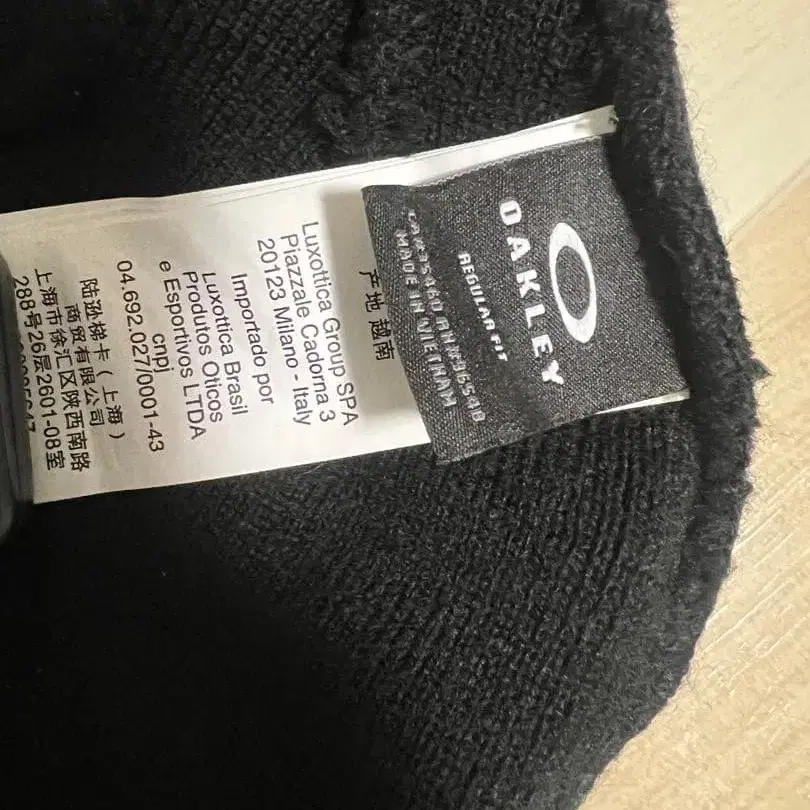 OAKLEY
REGULAR FIT
MADE IN VIETNAM
产地 越南
Luxottica Group SPA
Piazzale Cadorna 3
20123 Milano - Italy
Importado por
Luxottica Brasil
Produtos Oticos
e Esportivos LTDA
cnpj
04.692.027/0001-43
陆逊梯卡（上海）
商贸有限公司
上海市徐汇区陕西南路
288号26层2601-08室